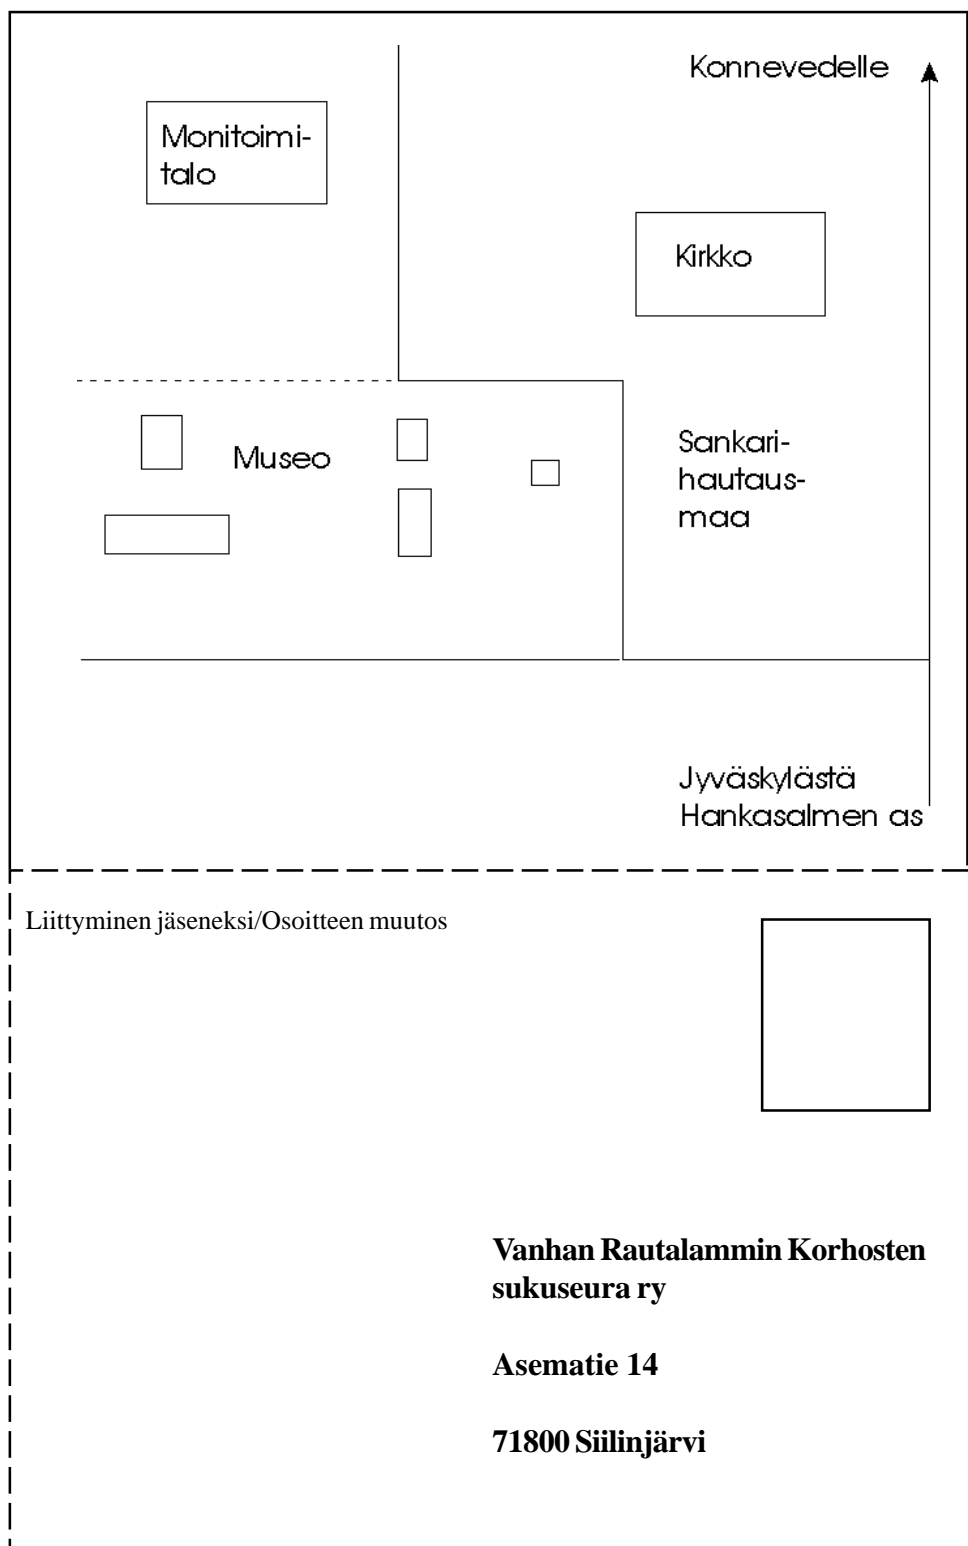 Konnevedelle
Monitoimi-
talo
Kirkko
Museo
Sankari-
hautaus-
maa
Jyväskylästä
Hankasalmen as
Liittyminen jäseneksi/Osoitteen muutos
Vanhan Rautalammin Korhosten
sukuseura ry
Asematie 14
71800 Siilinjärvi